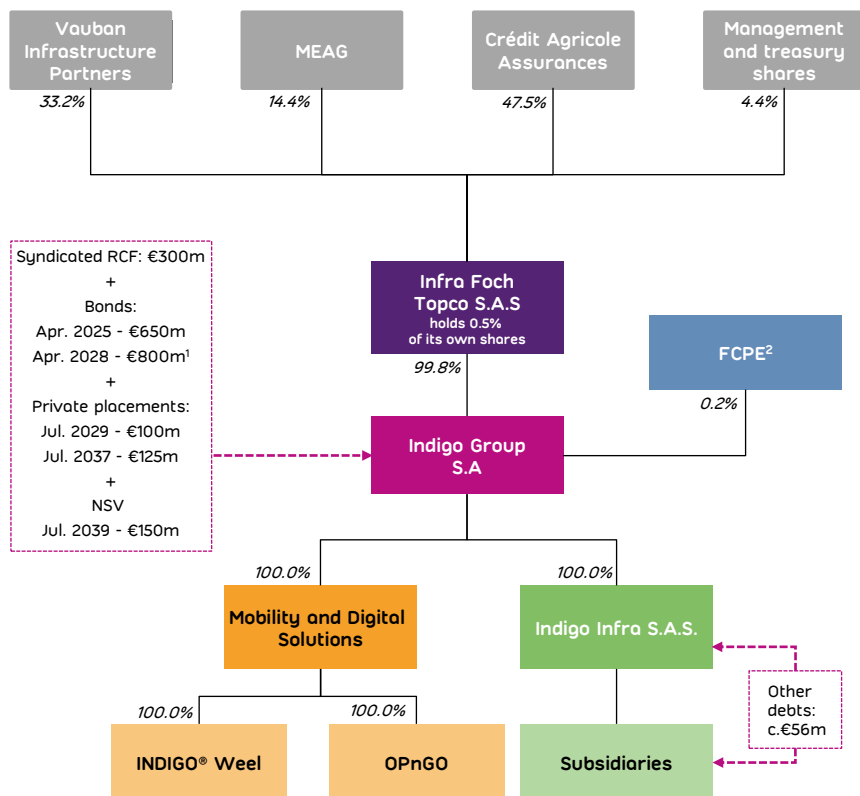 Vauban
Infrastructure
Partners
MEAG
Crédit Agricole
Assurances
Management
and treasury
shares
33.2%
14.4%
47.5%
4.4%
Syndicated RCF: €300m
+
Bonds:
Apr. 2025 - €650m
Apr. 2028 - €800m¹
+
Private placements:
Jul. 2029 - €100m
Jul. 2037 - €125m
+
NSV
Jul. 2039 - €150m
Infra Foch
Topco S.A.S
holds 0.5%
of its own shares
99.8%
FCPE²
0.2%
Indigo Group
S.A
100.0%
100.0%
Mobility and Digital
Solutions
Indigo Infra S.A.S.
100.0%
100.0%
Other
debts:
c.€56m
INDIGO® Weel
OPnGO
Subsidiaries